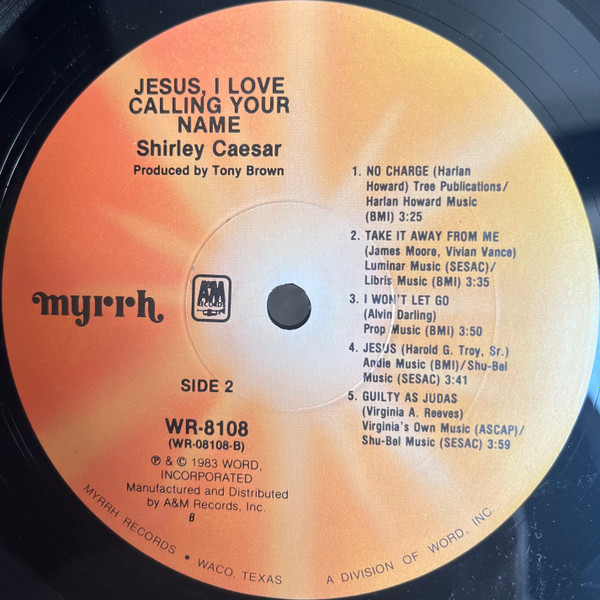 JESUS, I LOVE
CALLING YOUR
NAME
Shirley Caesar
Produced by Tony Brown
myrrh
A&M
RECORDS
SIDE 2
WR-8108
(WR-08108-B)
℗ & © 1983 WORD,
INCORPORATED
Manufactured and Distributed
by A&M Records, Inc.
B
1. NO CHARGE (Harlan
Howard) Tree Publications/
Harlan Howard Music
(BMI) 3:25
2. TAKE IT AWAY FROM ME
(James Moore, Vivian Vance)
Luminar Music (SESAC)/
Libris Music (BMI) 3:35
3. I WON'T LET GO
(Alvin Darling)
Prop Music (BMI) 3:50
4. JESUS (Harold G. Troy, Sr.)
Andie Music (BMI)/Shu-Bel
Music (SESAC) 3:41
5. GUILTY AS JUDAS
(Virginia A. Reeves)
Virginia's Own Music (ASCAP)/
Shu-Bel Music (SESAC) 3:59
MYRRH RECORDS • WACO, TEXAS A DIVISION OF WORD, INC.